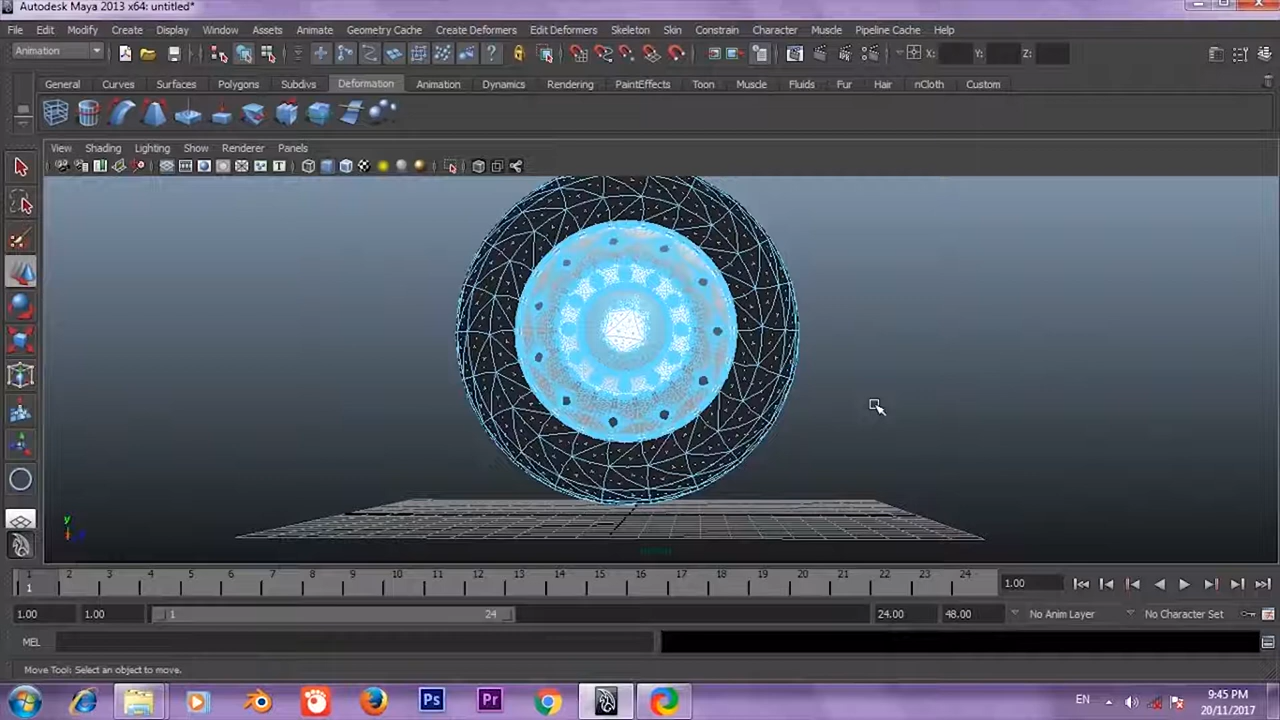 Autodesk Maya 2013 x64: untitled*
File Edit Modify Create Display Window Assets Animate Geometry Cache Create Deformers Edit Deformers Skeleton Skin Constrain Character Muscle Pipeline Cache Help
Animation X: Y: Z:
General Curves Surfaces Polygons Subdivs Deformation Animation Dynamics Rendering PaintEffects Toon Muscle Fluids Fur Hair nCloth Custom
View Shading Lighting Show Renderer Panels
y
1 2 3 4 5 6 7 8 9 10 11 12 13 14 15 16 17 18 19 20 21 22 23 24
1 1.00
1.00 1.00 1 24 24.00 48.00 No Anim Layer No Character Set
MEL
Move Tool: Select an object to move.
Ps Pr EN 9:45 PM
20/11/2017